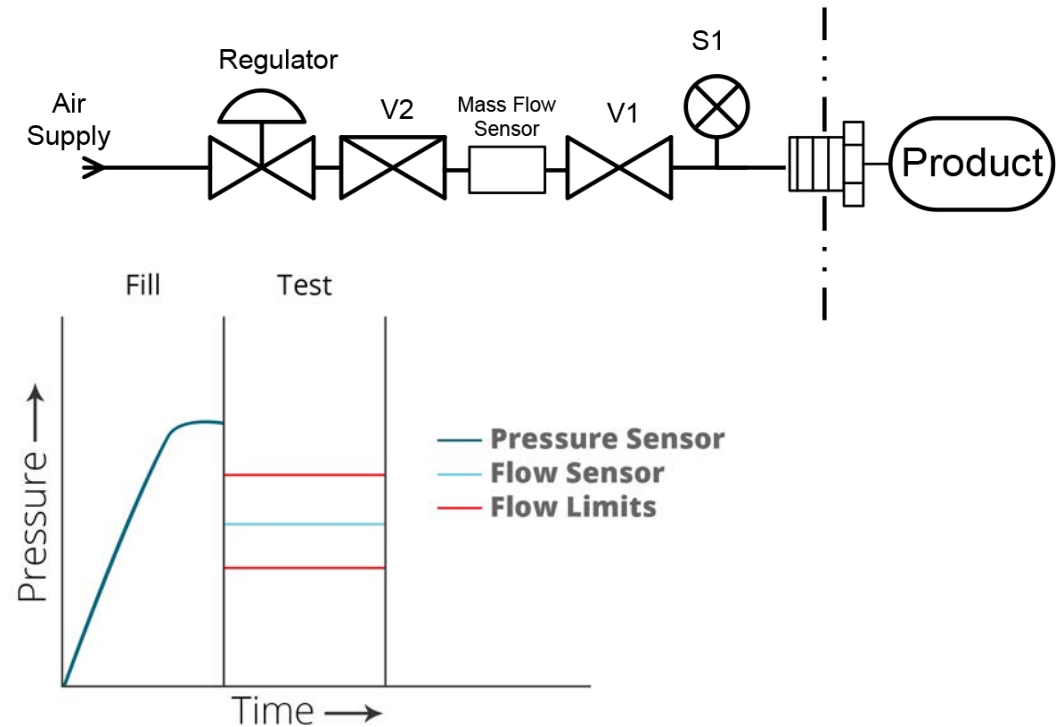 S1
Regulator
Air
Supply
V2
Mass Flow
Sensor
V1
Product
Fill
Test
Pressure
Pressure Sensor
Flow Sensor
Flow Limits
Time